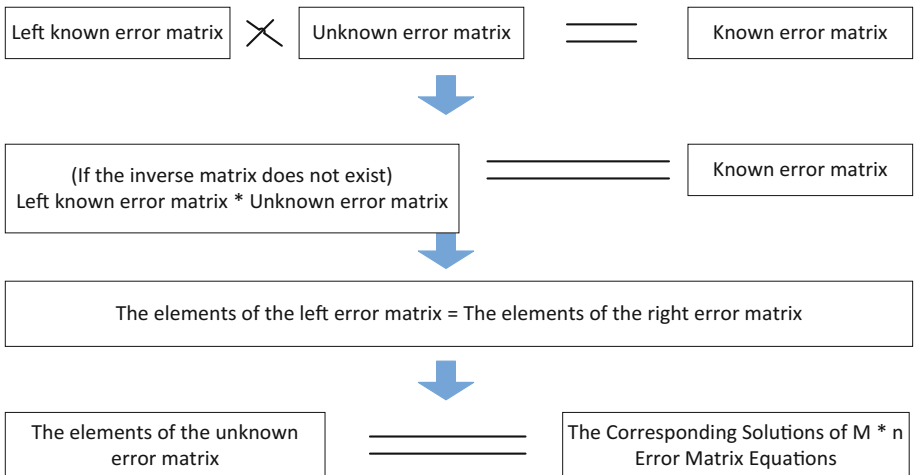 Left known error matrix
Unknown error matrix
Known error matrix
(If the inverse matrix does not exist)
Left known error matrix * Unknown error matrix
Known error matrix
The elements of the left error matrix = The elements of the right error matrix
The elements of the unknown
error matrix
The Corresponding Solutions of M * n
Error Matrix Equations